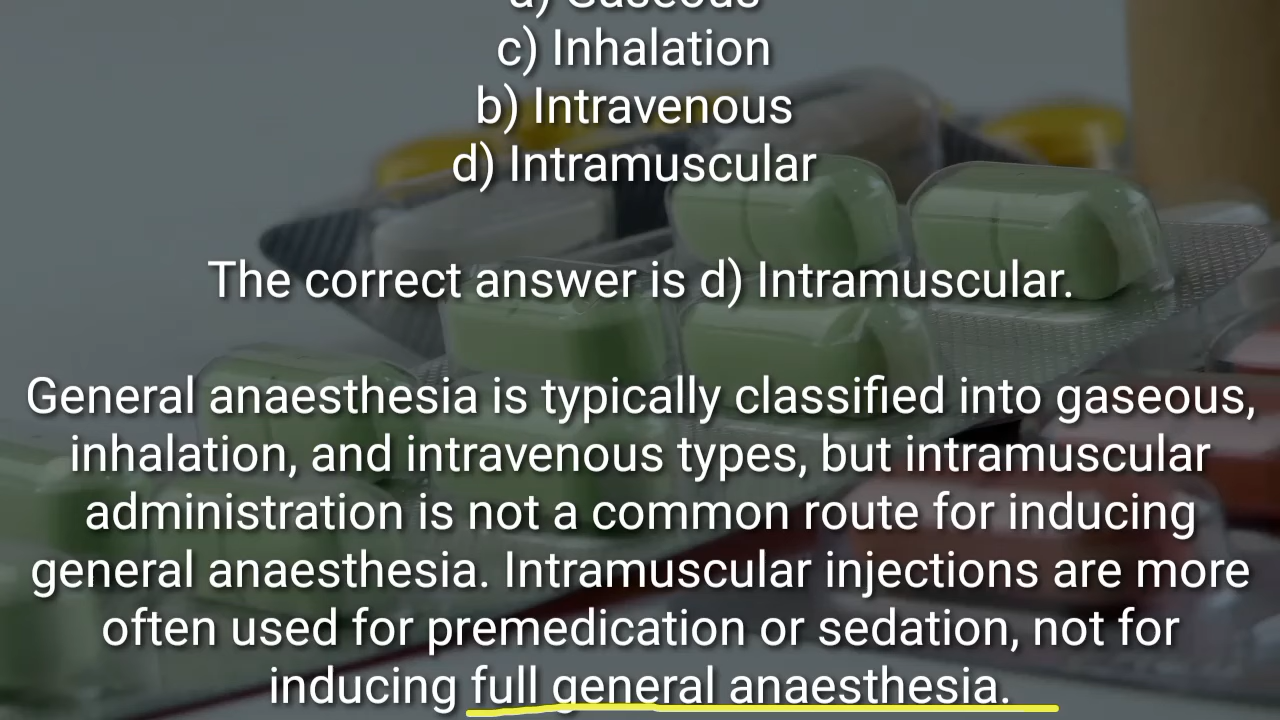 a) Gaseous
c) Inhalation
b) Intravenous
d) Intramuscular
The correct answer is d) Intramuscular.
General anaesthesia is typically classified into gaseous,
inhalation, and intravenous types, but intramuscular
administration is not a common route for inducing
general anaesthesia. Intramuscular injections are more
often used for premedication or sedation, not for
inducing full general anaesthesia.